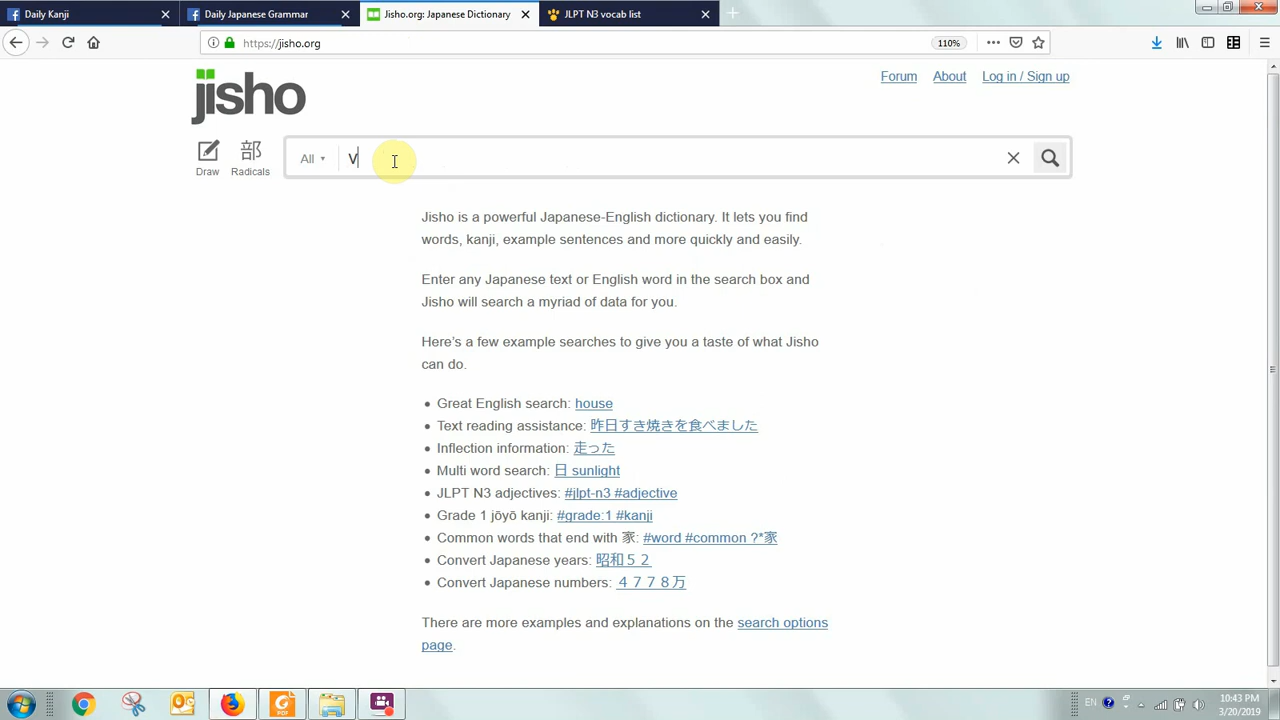 Daily Kanji
Daily Japanese Grammar
Jisho.org: Japanese Dictionary
JLPT N3 vocab list
https://jisho.org
110%
Forum About Log in / Sign up
jisho
Draw
部
Radicals
All
V
Jisho is a powerful Japanese-English dictionary. It lets you find
words, kanji, example sentences and more quickly and easily.
Enter any Japanese text or English word in the search box and
Jisho will search a myriad of data for you.
Here’s a few example searches to give you a taste of what Jisho
can do.
Great English search: house
Text reading assistance: 昨日すき焼きを食べました
Inflection information: 走った
Multi word search: 日 sunlight
JLPT N3 adjectives: #jlpt-n3 #adjective
Grade 1 jōyō kanji: #grade:1 #kanji
Common words that end with 家: #word #common ?*家
Convert Japanese years: 昭和５２
Convert Japanese numbers: ４７７８万
There are more examples and explanations on the search options
page.
PDF
EN
10:43 PM
3/20/2019